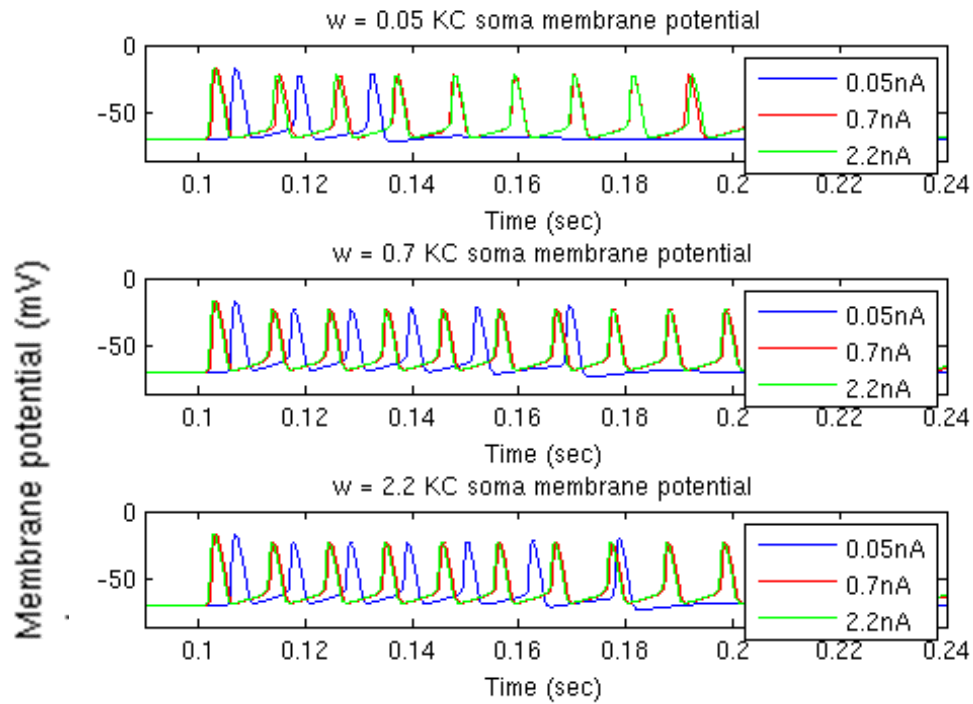 w = 0.05 KC soma membrane potential
0
-50
0.05nA
0.7nA
2.2nA
0.1 0.12 0.14 0.16 0.18 0.2 0.22 0.24
Time (sec)
w = 0.7 KC soma membrane potential
0
-50
0.05nA
0.7nA
2.2nA
0.1 0.12 0.14 0.16 0.18 0.2 0.22 0.24
Time (sec)
w = 2.2 KC soma membrane potential
0
-50
0.05nA
0.7nA
2.2nA
0.1 0.12 0.14 0.16 0.18 0.2 0.22 0.24
Time (sec)
Membrane potential (mV)